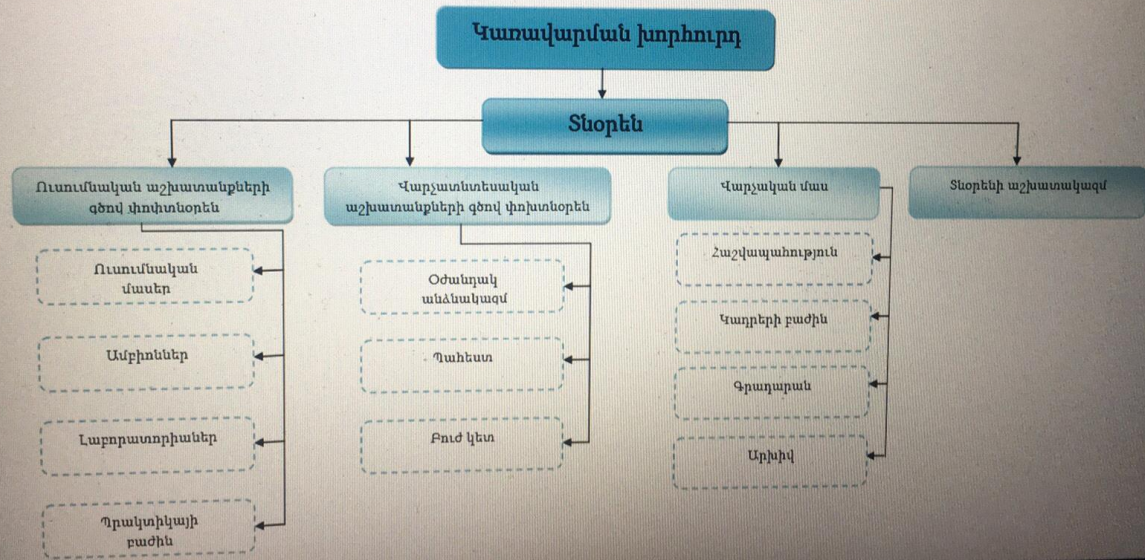 Կառավարման խորհուրդ
Տնօրեն
Ուսումնական աշխատանքների
գծով փոփտնօրեն
Վարչատնտեսական
աշխատանքների գծով փոխտնօրեն
Վարչական մաս
Տնօրենի աշխատակազմ
Ուսումնական
մասեր
Ամբիոններ
Լաբորատորիաներ
Պրակտիկայի
բաժին
Օժանդակ
անձնակազմ
Պահեստ
Բուժ կետ
Հաշվապահություն
Կադրերի բաժին
Գրադարան
Արխիվ